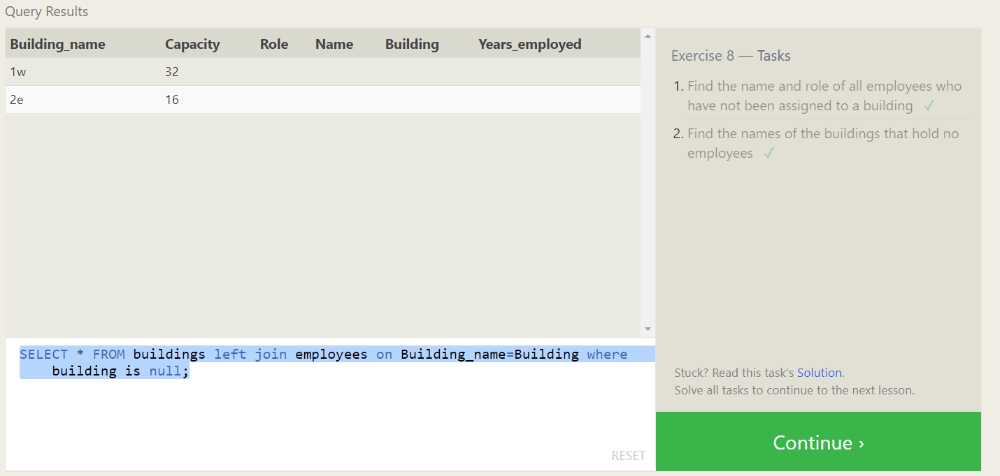 Query Results
Building_name Capacity Role Name Building Years_employed
1w 32
2e 16
SELECT * FROM buildings left join employees on Building_name=Building where
building is null;
RESET
Exercise 8 — Tasks
1. Find the name and role of all employees who
have not been assigned to a building ✓
2. Find the names of the buildings that hold no
employees ✓
Stuck? Read this task's Solution.
Solve all tasks to continue to the next lesson.
Continue ›